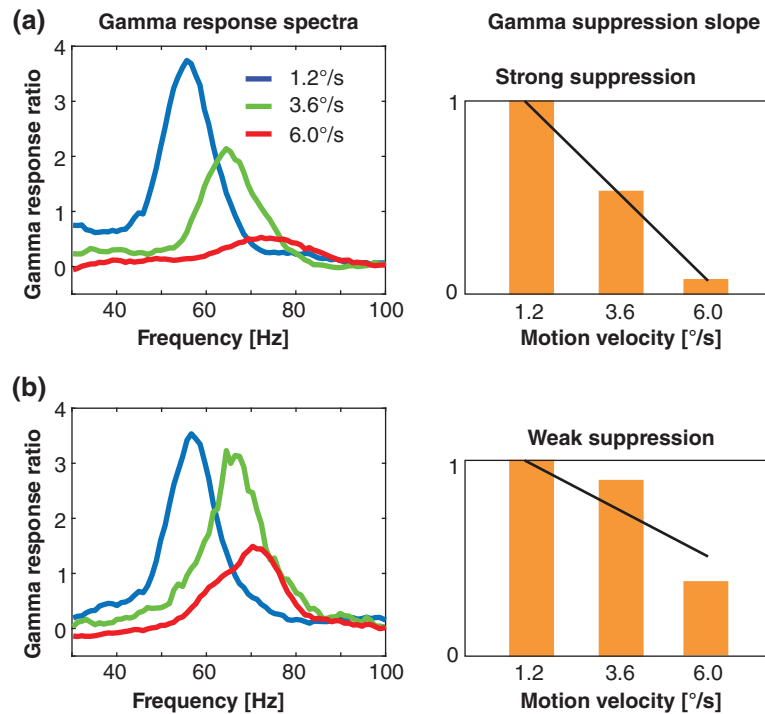 (a)
Gamma response spectra
Gamma suppression slope
Gamma response ratio
4
3
2
1
0
1.2°/s
3.6°/s
6.0°/s
40 60 80 100
Frequency [Hz]
Strong suppression
1
0
1.2 3.6 6.0
Motion velocity [°/s]
(b)
Gamma response ratio
4
3
2
1
0
40 60 80 100
Frequency [Hz]
Weak suppression
1
0
1.2 3.6 6.0
Motion velocity [°/s]